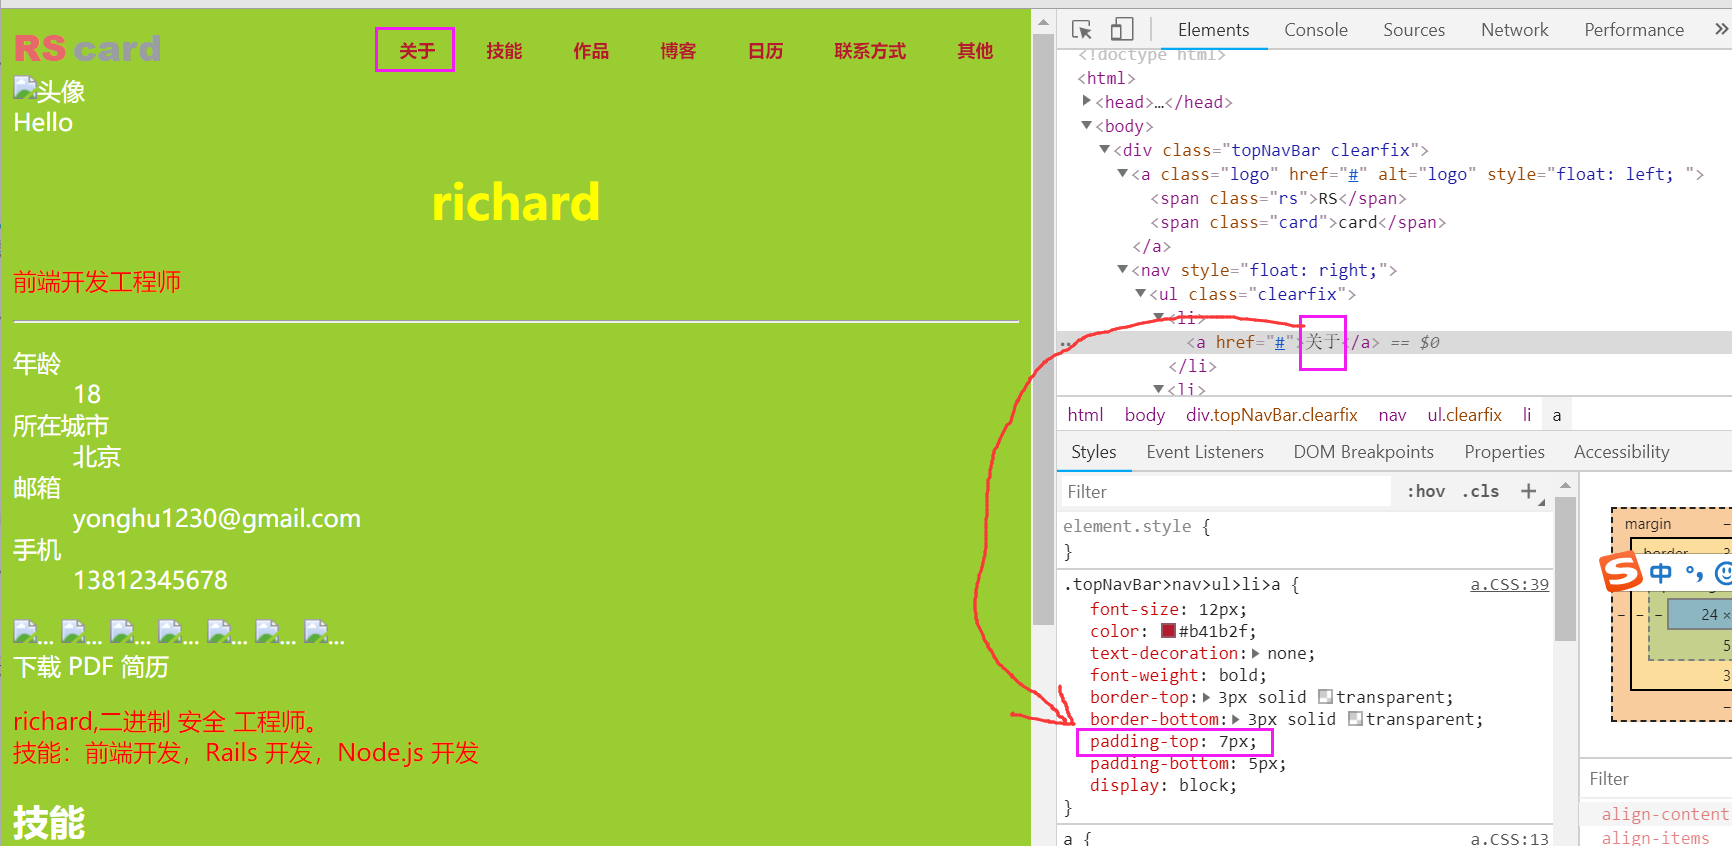 RS card
关于 技能 作品 博客 日历 联系方式 其他
头像
Hello
richard
前端开发工程师
年龄
18
所在城市
北京
邮箱
yonghu1230@gmail.com
手机
13812345678
... ... ... ... ... ... ...
下载 PDF 简历
richard,二进制 安全 工程师。
技能：前端开发，Rails 开发，Node.js 开发
技能
Elements Console Sources Network Performance »
<!doctype html>
<html>
<head>…</head>
<body>
<div class="topNavBar clearfix">
<a class="logo" href="#" alt="logo" style="float: left; ">
<span class="rs">RS</span>
<span class="card">card</span>
</a>
<nav style="float: right;">
<ul class="clearfix">
<li>
<a href="#">关于</a> == $0
</li>
<li>
html body div.topNavBar.clearfix nav ul.clearfix li a
Styles Event Listeners DOM Breakpoints Properties Accessibility
Filter :hov .cls +
element.style {
}
.topNavBar>nav>ul>li>a { a.CSS:39
font-size: 12px;
color: #b41b2f;
text-decoration: none;
font-weight: bold;
border-top: 3px solid transparent;
border-bottom: 3px solid transparent;
padding-top: 7px;
padding-bottom: 5px;
display: block;
}
a { a.CSS:13
margin –
border
S 中 °,
– – – 24 ×
5
3
–
Filter
align-content
align-items